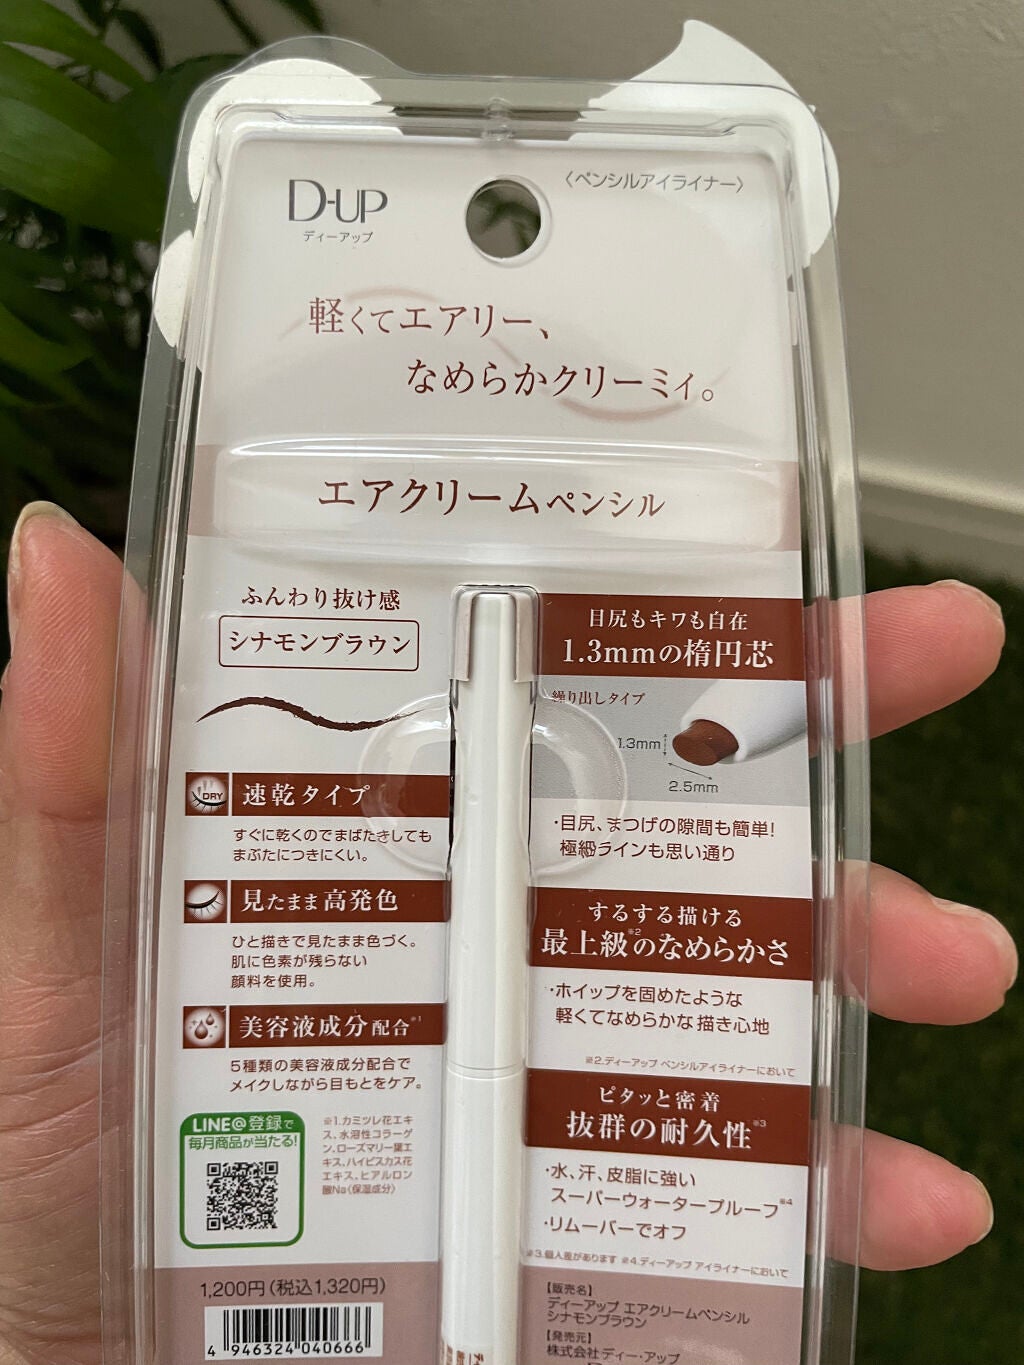 D-UP
ディーアップ
〈ペンシルアイライナー〉
軽くてエアリー、
なめらかクリーミィ。
エアクリームペンシル
ふんわり抜け感
シナモンブラウン
DRY
速乾タイプ
すぐに乾くのでまばたきしても
まぶたにつきにくい。
見たまま高発色
ひと描きで見たまま色づく。
肌に色素が残らない
顔料を使用。
美容液成分配合※1
5種類の美容液成分配合で
メイクしながら目もとをケア。
LINE@登録で
毎月商品が当たる!
※1.カミツレ花エキ
ス、水溶性コラーゲ
ン、ローズマリー葉エ
キス、ハイビスカス花
エキス、ヒアルロン
酸Na〈保湿成分〉
1,200円(税込1,320円)
4 946324 040666
目尻もキワも自在
1.3mmの楕円芯
繰り出しタイプ
1.3mm
2.5mm
・目尻、まつげの隙間も簡単!
極細ラインも思い通り
するする描ける
最上級※2のなめらかさ
・ホイップを固めたような
軽くてなめらかな描き心地
※2.ディーアップ ペンシルアイライナーにおいて
ピタッと密着
抜群の耐久性※3
・水、汗、皮脂に強い
スーパーウォータープルーフ※4
・リムーバーでオフ
※3.個人差があります ※4.ディーアップ アイライナーにおいて
【販売名】
ディーアップ エアクリームペンシル
シナモンブラウン
【発売元】
株式会社ディー・アップ